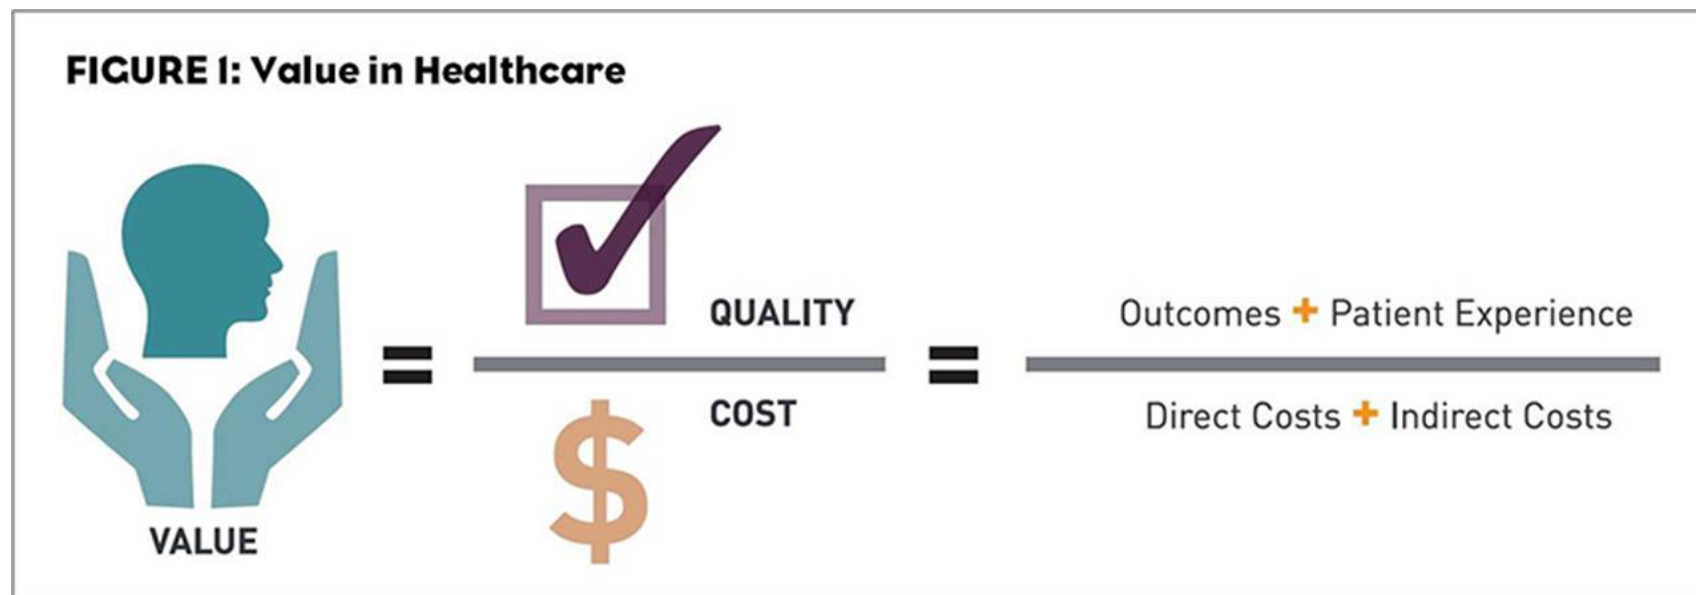 FIGURE 1: Value in Healthcare
VALUE
=
QUALITY
COST
$
=
Outcomes + Patient Experience
Direct Costs + Indirect Costs